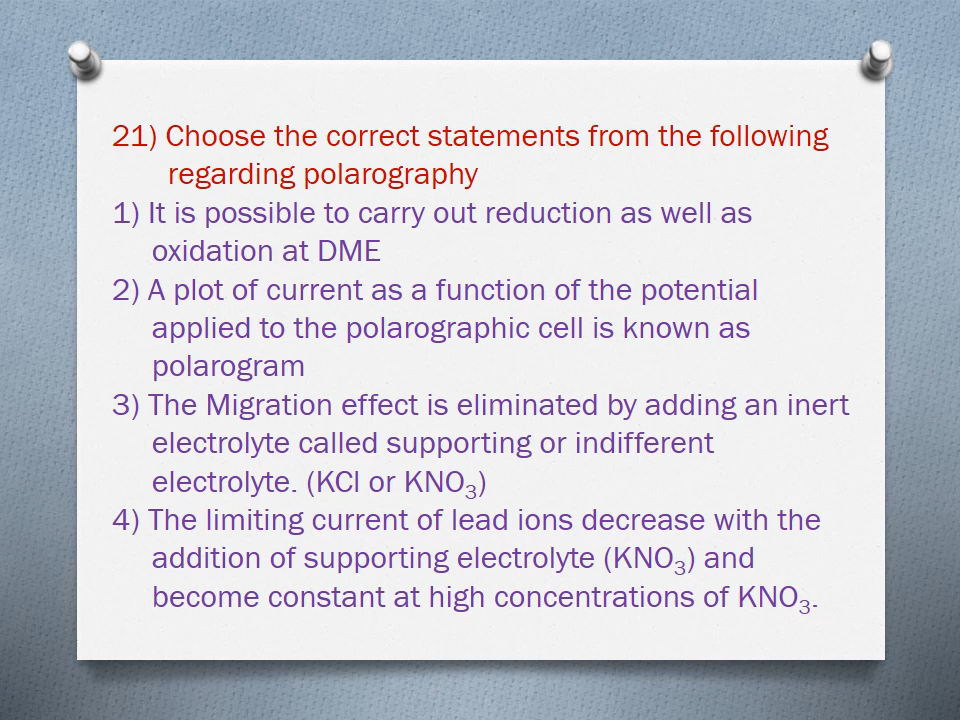 21) Choose the correct statements from the following
regarding polarography
1) It is possible to carry out reduction as well as
oxidation at DME
2) A plot of current as a function of the potential
applied to the polarographic cell is known as
polarogram
3) The Migration effect is eliminated by adding an inert
electrolyte called supporting or indifferent
electrolyte. (KCl or KNO₃)
4) The limiting current of lead ions decrease with the
addition of supporting electrolyte (KNO₃) and
become constant at high concentrations of KNO₃.